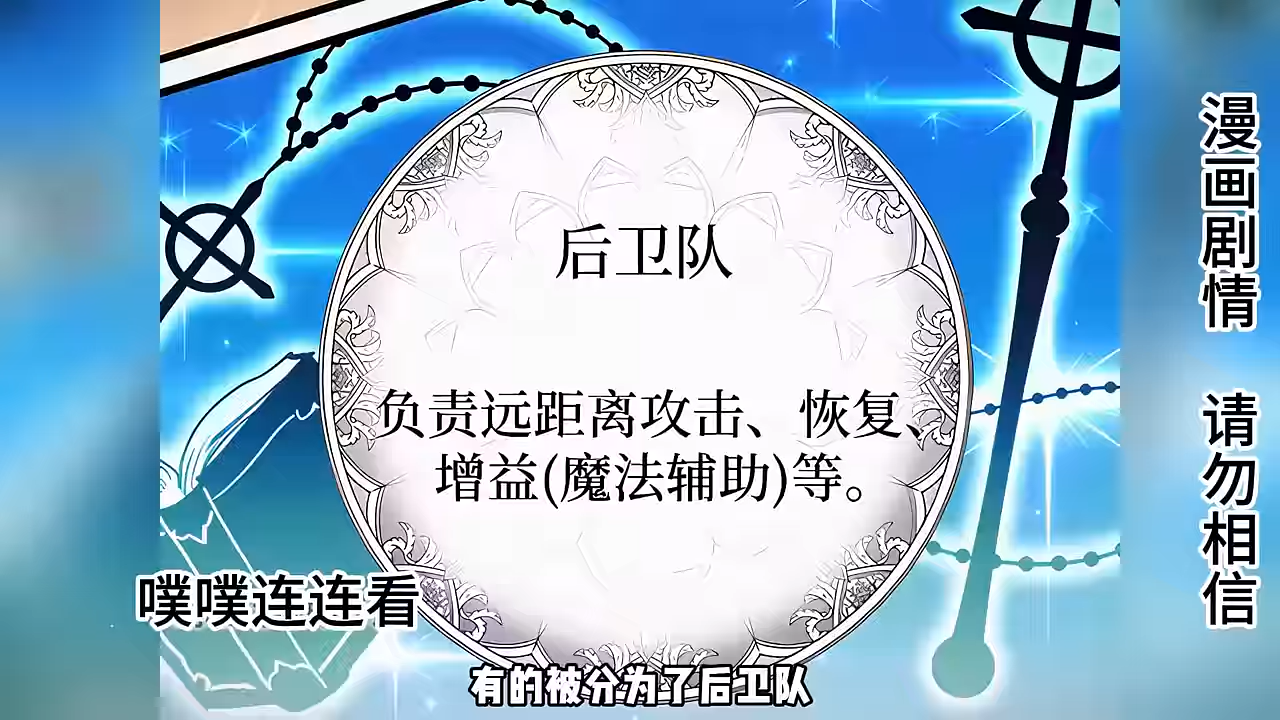 后卫队
负责远距离攻击、恢复、
增益(魔法辅助)等。
噗噗连连看
有的被分为了后卫队
漫画剧情 请勿相信